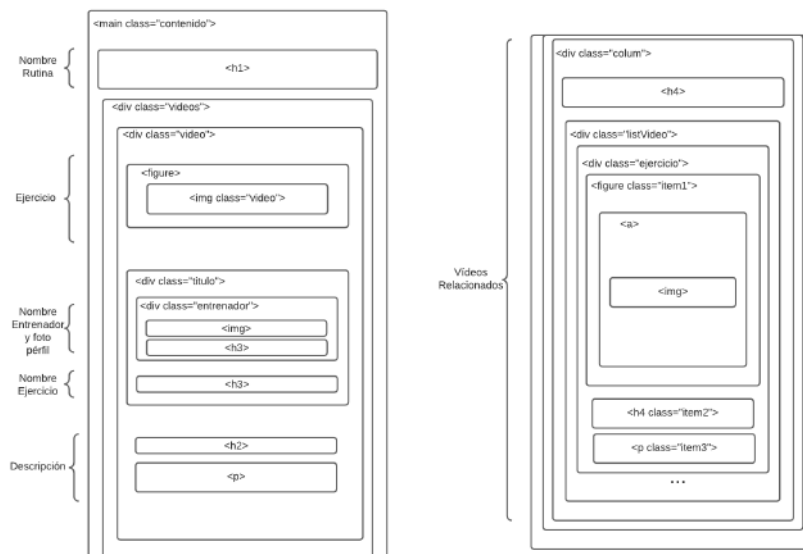 <main class="contenido">
Nombre
Rutina
<h1>
<div class="videos">
<div class="video">
Ejercicio
<figure>
<img class="video">
<div class="titulo">
<div class="entrenador">
Nombre
Entrenador
y foto
pérfil
<img>
<h3>
Nombre
Ejercicio
<h3>
Descripción
<h2>
<p>
<div class="colum">
<h4>
<div class="listVideo">
<div class="ejercicio">
<figure class="item1">
<a>
Vídeos
Relacionados
<img>
<h4 class="item2">
<p class="item3">
...